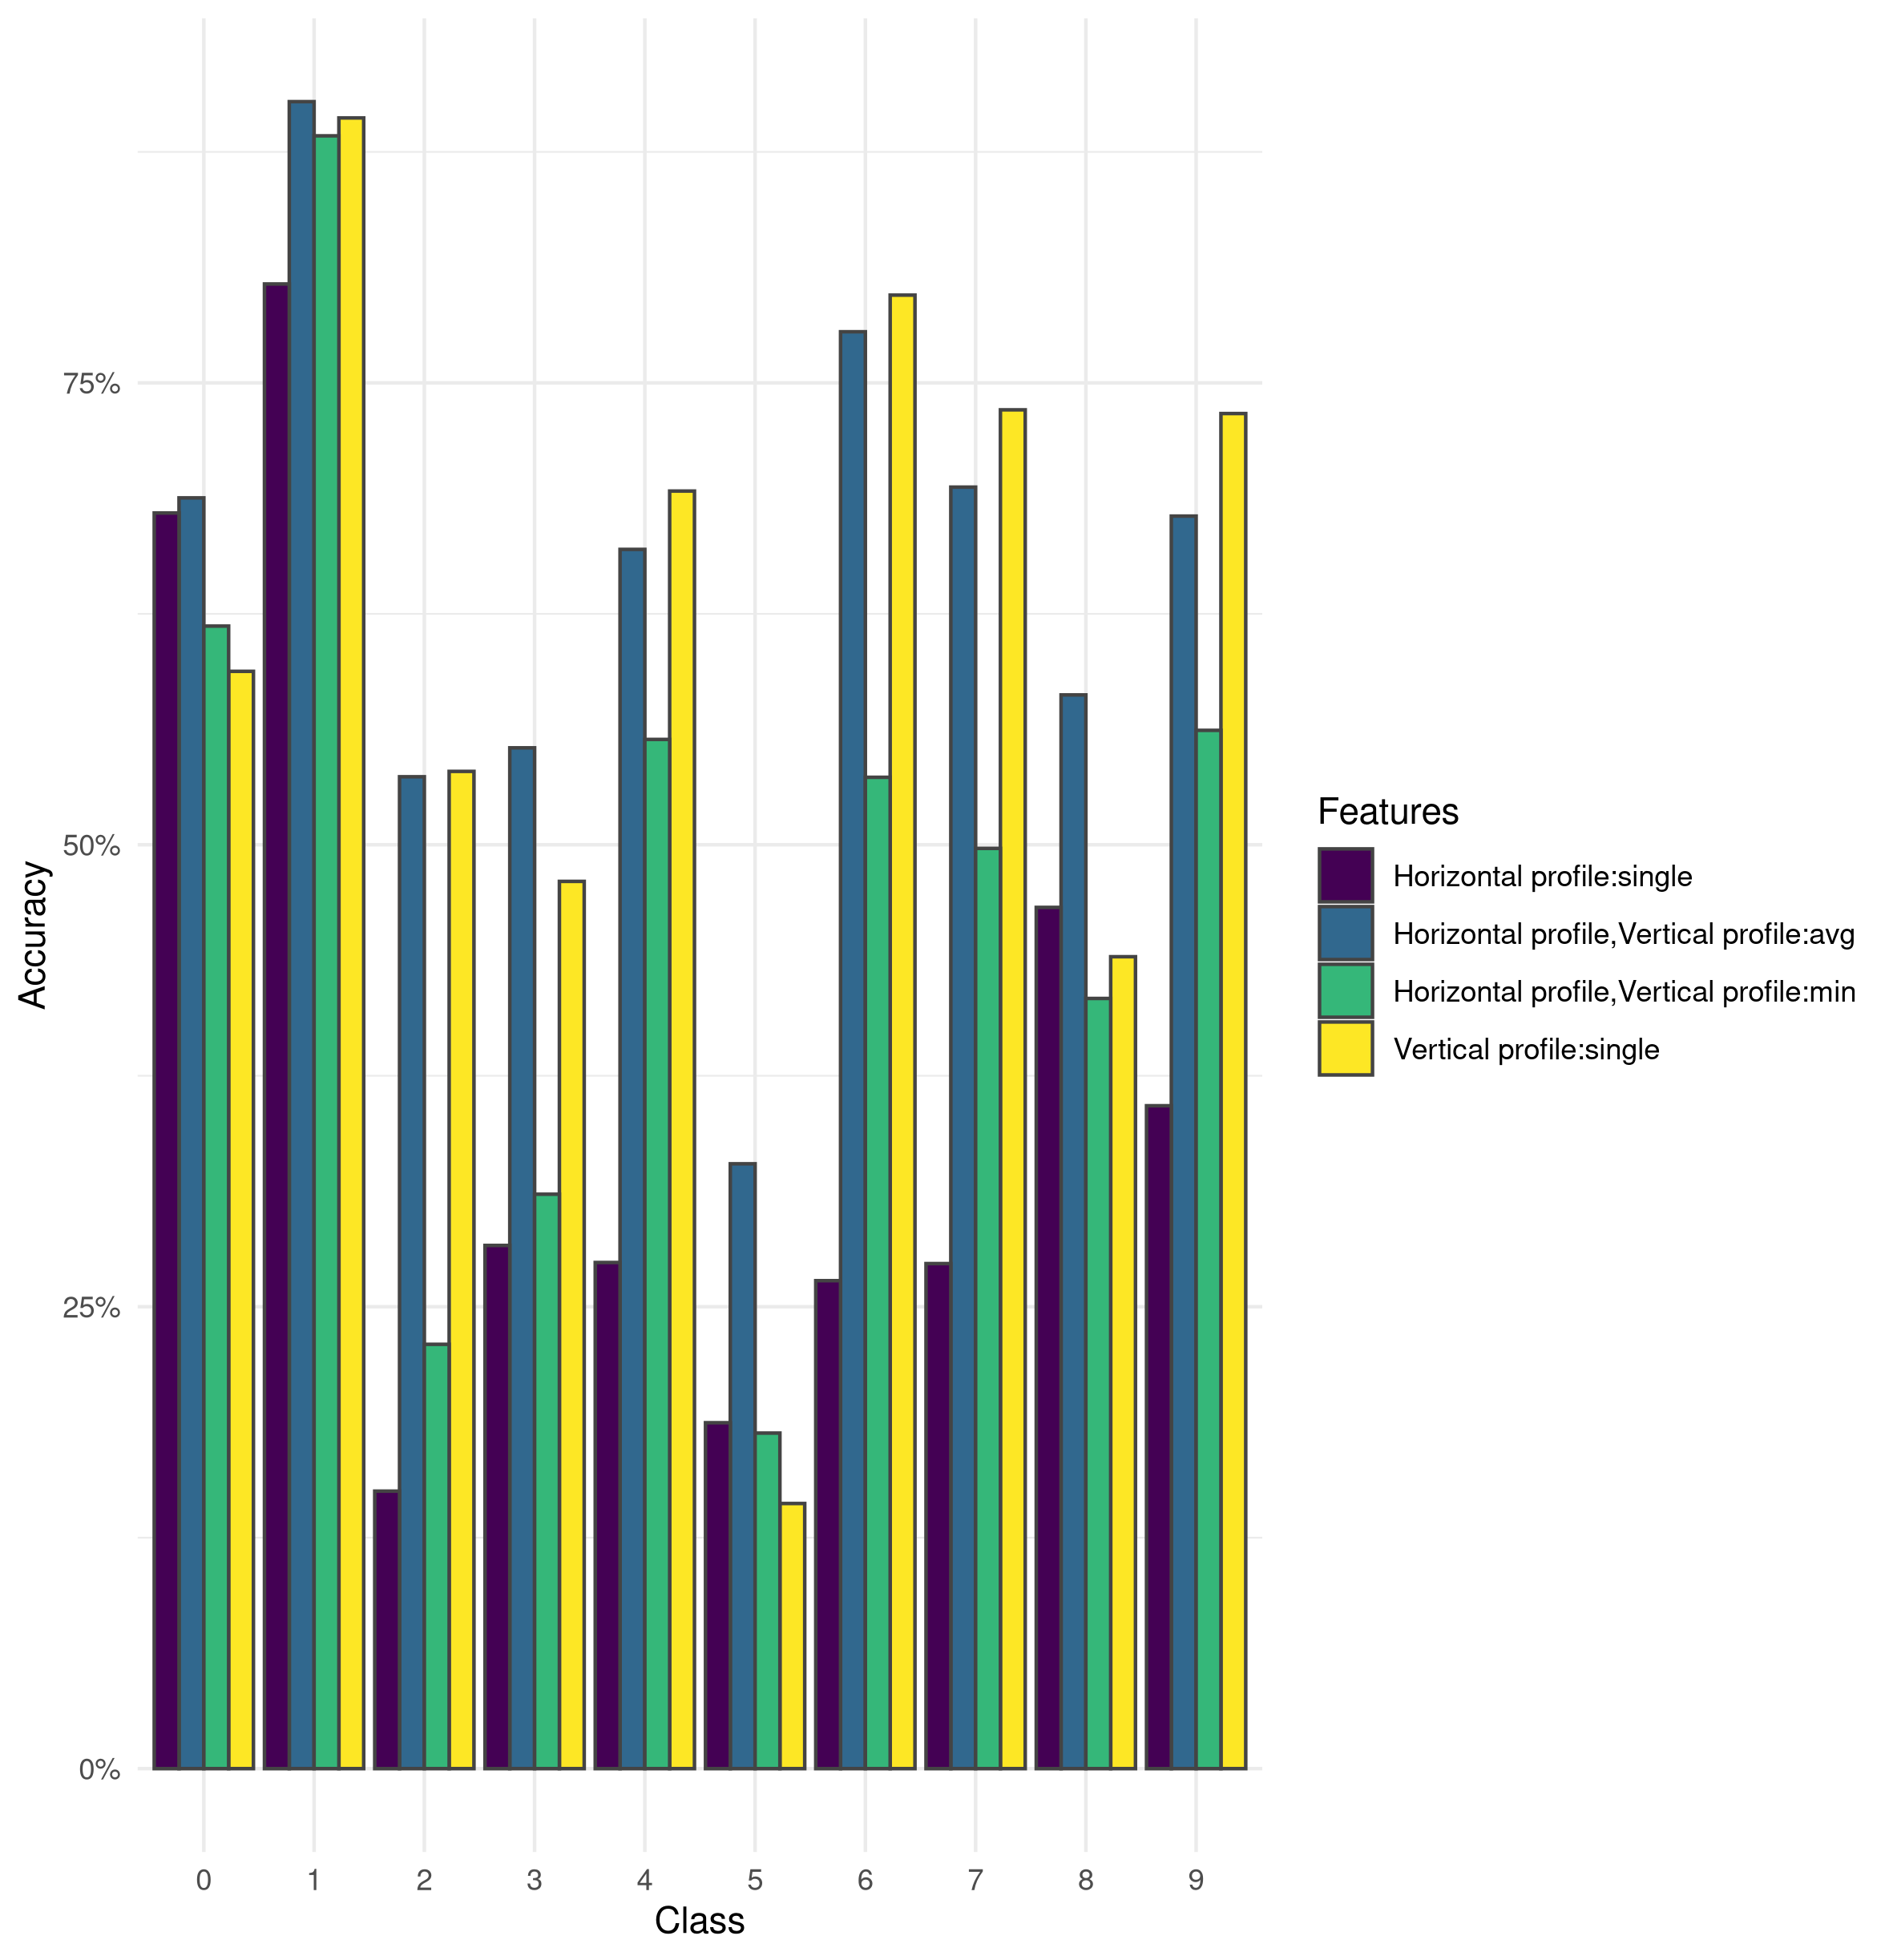 75%
50%
25%
0%
Accuracy
0 1 2 3 4 5 6 7 8 9
Class
Features
Horizontal profile:single
Horizontal profile,Vertical profile:avg
Horizontal profile,Vertical profile:min
Vertical profile:single